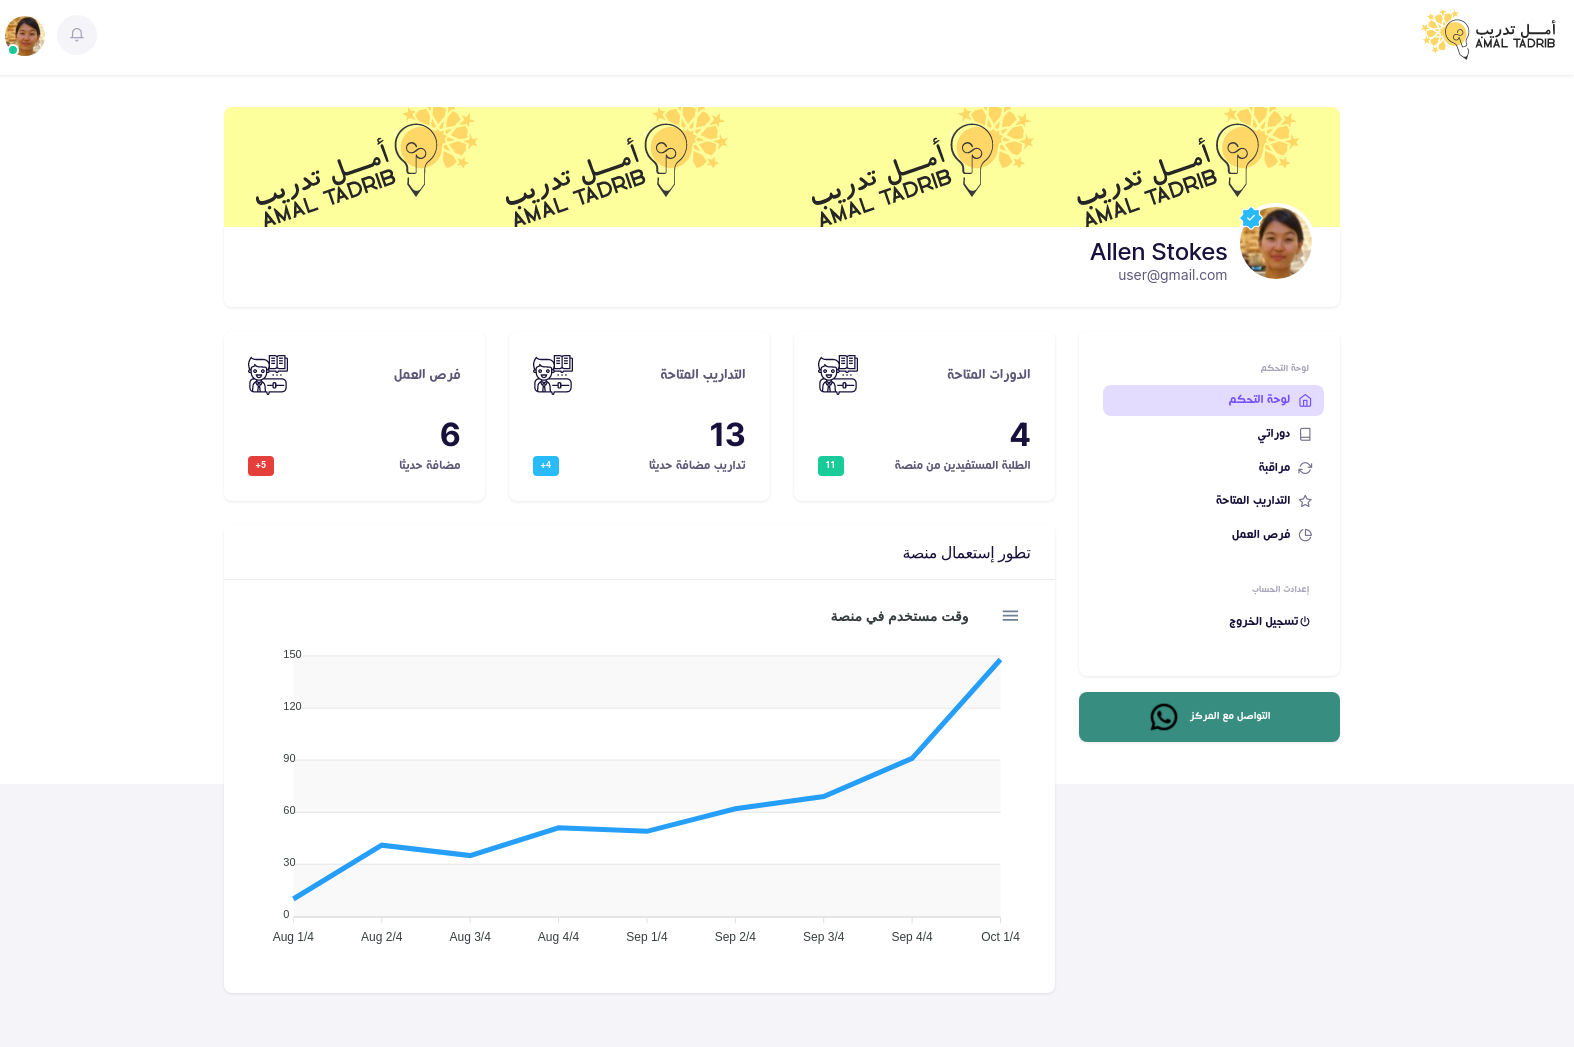 أمـــل تدريب
AMAL TADRIB
أمـــل تدريب
AMAL TADRIB
أمـــل تدريب
AMAL TADRIB
أمـــل تدريب
AMAL TADRIB
أمـــل تدريب
AMAL TADRIB
Allen Stokes
user@gmail.com
لوحة التحكم
لوحة التحكم
دوراتي
مراقبة
التداريب المتاحة
فرص العمل
إعدادت الحساب
تسجيل الخروج
التواصل مع المركز
الدورات المتاحة
4
الطلبة المستفيدين من منصة
11
التداريب المتاحة
13
تداريب مضافة حديثا
+4
فرص العمل
6
مضافة حديثا
+5
تطور إستعمال منصة
وقت مستخدم في منصة
150
120
90
60
30
0
Aug 1/4 Aug 2/4 Aug 3/4 Aug 4/4 Sep 1/4 Sep 2/4 Sep 3/4 Sep 4/4 Oct 1/4